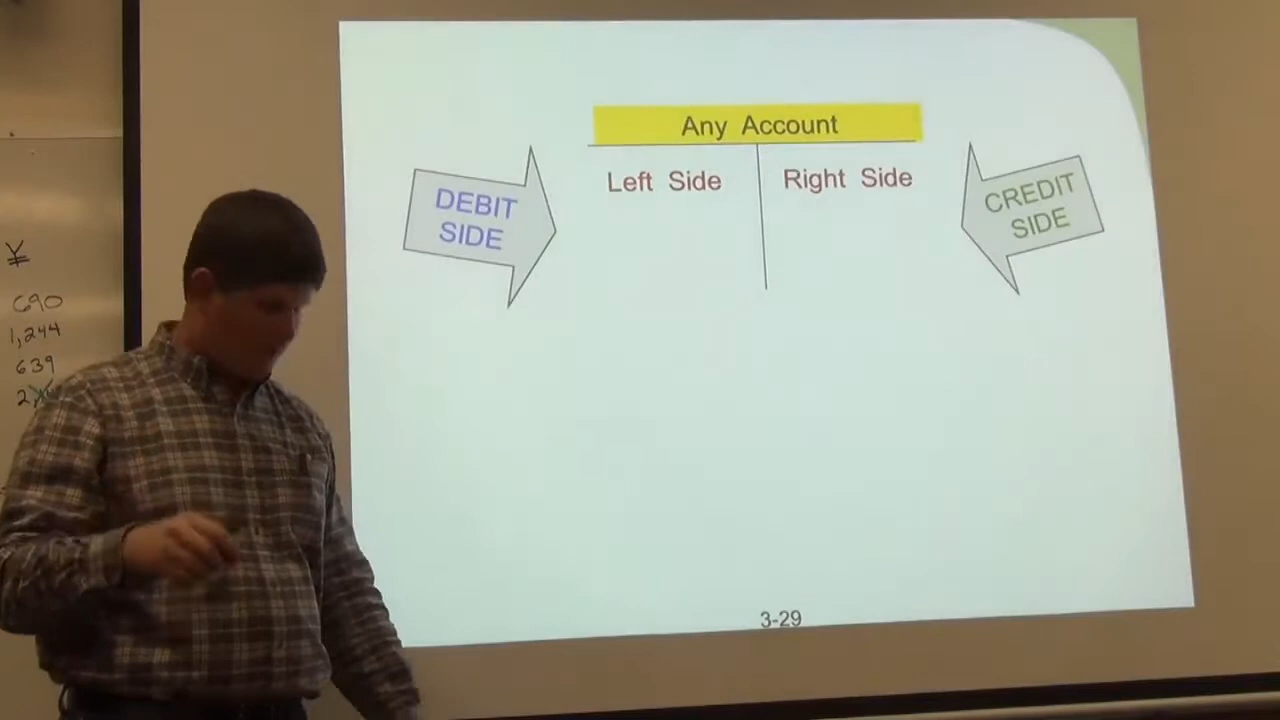 Any Account
Left Side
Right Side
DEBIT
SIDE
CREDIT
SIDE
3-29
¥
690
1,244
639